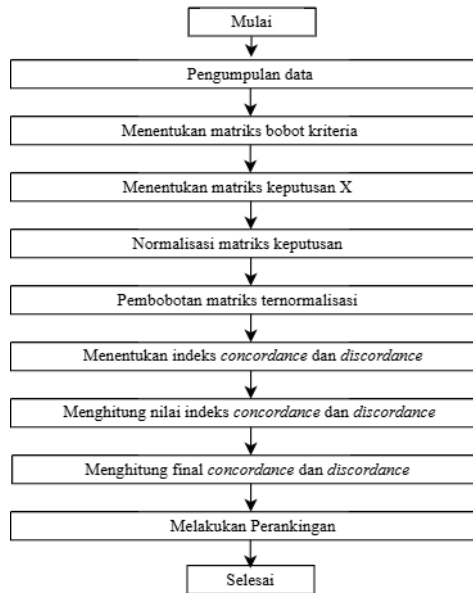 Mulai
Pengumpulan data
Menentukan matriks bobot kriteria
Menentukan matriks keputusan X
Normalisasi matriks keputusan
Pembobotan matriks ternormalisasi
Menentukan indeks concordance dan discordance
Menghitung nilai indeks concordance dan discordance
Menghitung final concordance dan discordance
Melakukan Perankingan
Selesai